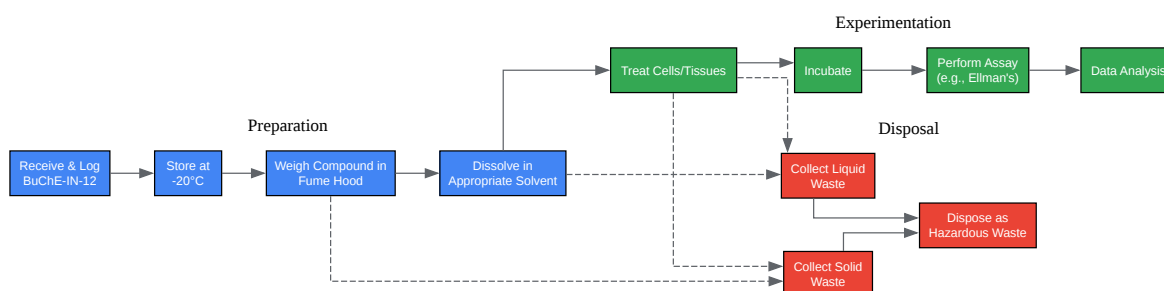 Experimentation
Treat Cells/Tissues
Incubate
Perform Assay
(e.g., Ellman's)
Data Analysis
Preparation
Disposal
Receive & Log
BuChE-IN-12
Store at
-20°C
Weigh Compound in
Fume Hood
Dissolve in
Appropriate Solvent
Collect Liquid
Waste
Dispose as
Hazardous Waste
Collect Solid
Waste